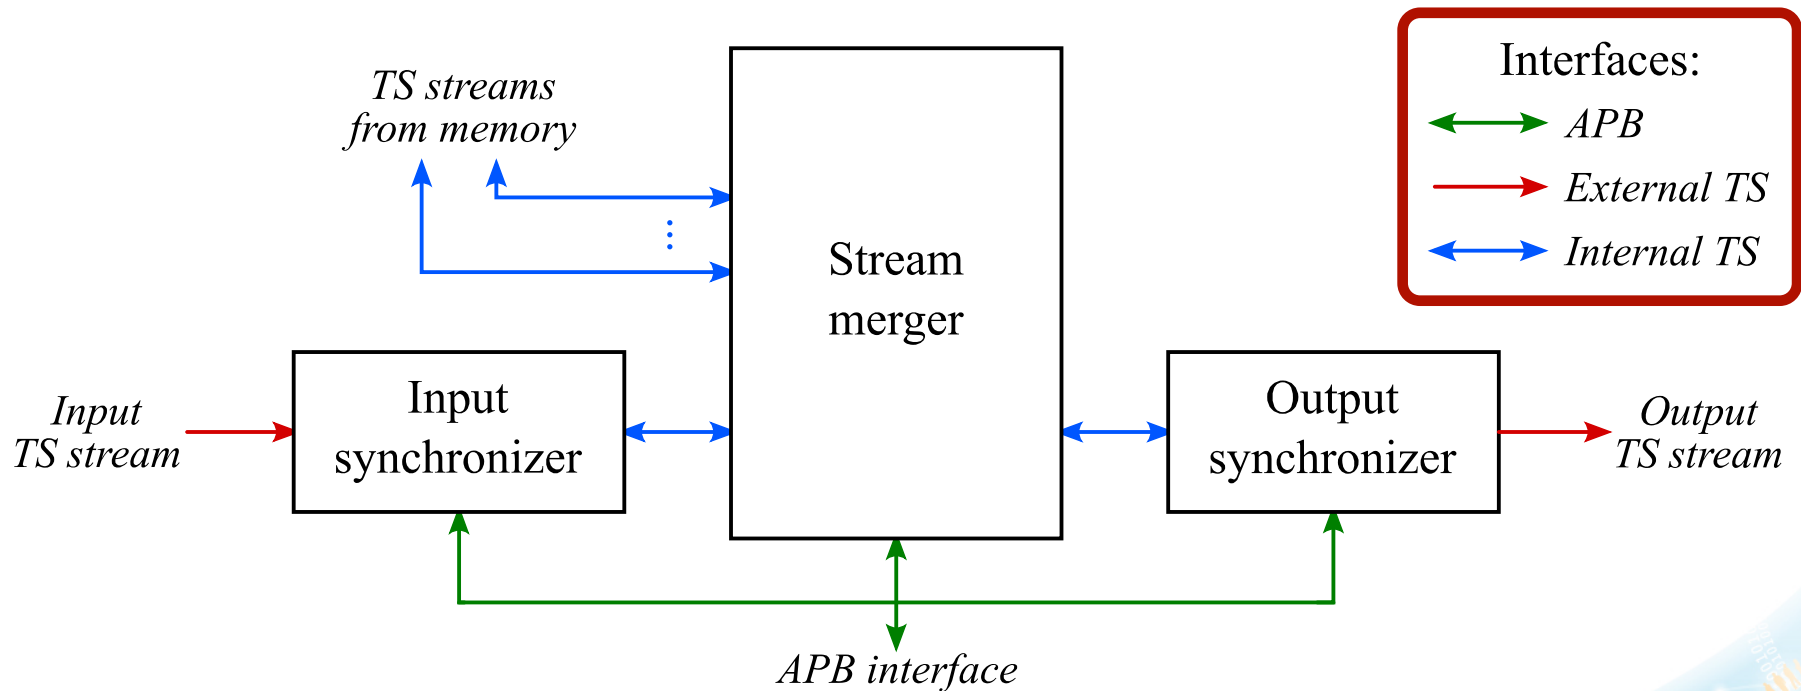 TS streams
from memory
Interfaces:
APB
External TS
Internal TS
Stream
merger
Input
TS stream
Input
synchronizer
Output
synchronizer
Output
TS stream
APB interface